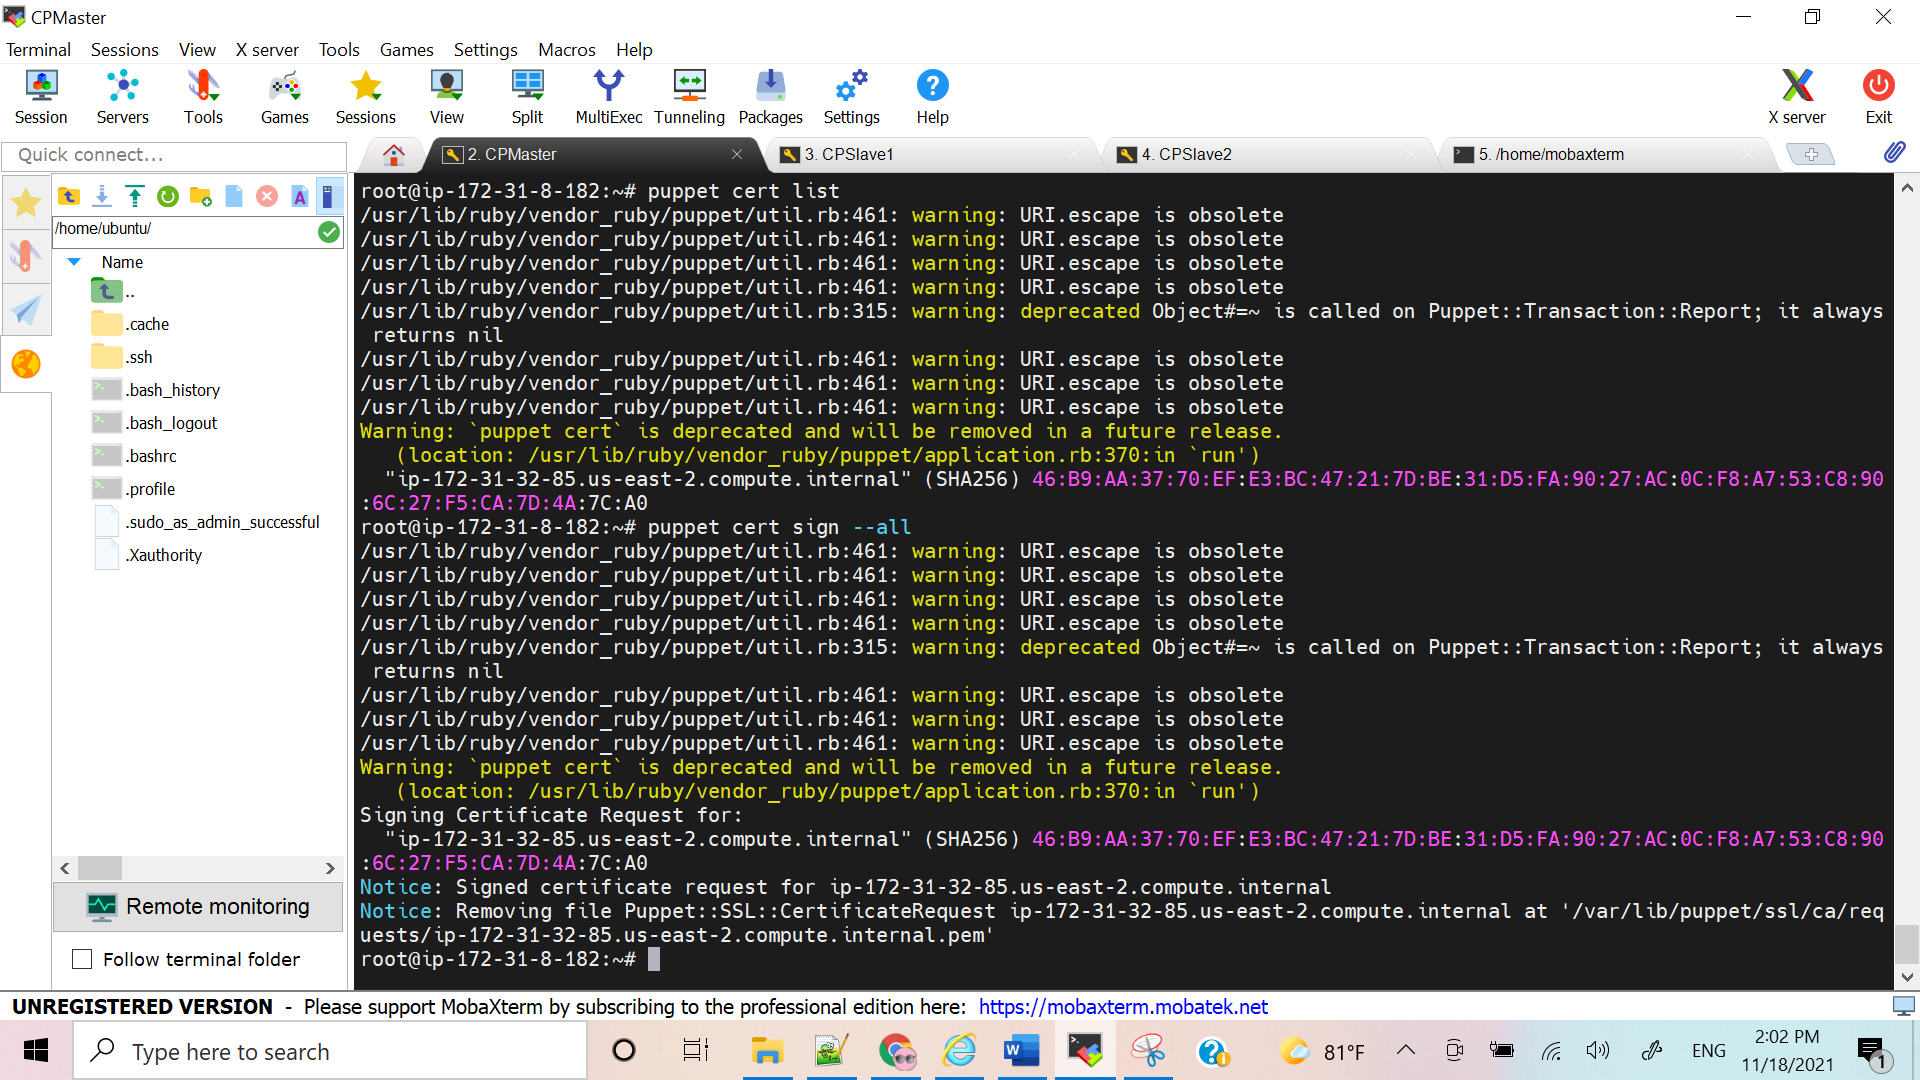 CPMaster
Terminal Sessions View X server Tools Games Settings Macros Help
Session Servers Tools Games Sessions View Split MultiExec Tunneling Packages Settings Help X server Exit
Quick connect...
2. CPMaster
3. CPSlave1
4. CPSlave2
5. /home/mobaxterm
/home/ubuntu/
Name
..
.cache
.ssh
.bash_history
.bash_logout
.bashrc
.profile
.sudo_as_admin_successful
.Xauthority
Remote monitoring
Follow terminal folder
root@ip-172-31-8-182:~# puppet cert list
/usr/lib/ruby/vendor_ruby/puppet/util.rb:461: warning: URI.escape is obsolete
/usr/lib/ruby/vendor_ruby/puppet/util.rb:461: warning: URI.escape is obsolete
/usr/lib/ruby/vendor_ruby/puppet/util.rb:461: warning: URI.escape is obsolete
/usr/lib/ruby/vendor_ruby/puppet/util.rb:461: warning: URI.escape is obsolete
/usr/lib/ruby/vendor_ruby/puppet/util.rb:315: warning: deprecated Object#=~ is called on Puppet::Transaction::Report; it always
returns nil
/usr/lib/ruby/vendor_ruby/puppet/util.rb:461: warning: URI.escape is obsolete
/usr/lib/ruby/vendor_ruby/puppet/util.rb:461: warning: URI.escape is obsolete
/usr/lib/ruby/vendor_ruby/puppet/util.rb:461: warning: URI.escape is obsolete
Warning: `puppet cert` is deprecated and will be removed in a future release.
(location: /usr/lib/ruby/vendor_ruby/puppet/application.rb:370:in `run')
"ip-172-31-32-85.us-east-2.compute.internal" (SHA256) 46:B9:AA:37:70:EF:E3:BC:47:21:7D:BE:31:D5:FA:90:27:AC:0C:F8:A7:53:C8:90
:6C:27:F5:CA:7D:4A:7C:A0
root@ip-172-31-8-182:~# puppet cert sign --all
/usr/lib/ruby/vendor_ruby/puppet/util.rb:461: warning: URI.escape is obsolete
/usr/lib/ruby/vendor_ruby/puppet/util.rb:461: warning: URI.escape is obsolete
/usr/lib/ruby/vendor_ruby/puppet/util.rb:461: warning: URI.escape is obsolete
/usr/lib/ruby/vendor_ruby/puppet/util.rb:461: warning: URI.escape is obsolete
/usr/lib/ruby/vendor_ruby/puppet/util.rb:315: warning: deprecated Object#=~ is called on Puppet::Transaction::Report; it always
returns nil
/usr/lib/ruby/vendor_ruby/puppet/util.rb:461: warning: URI.escape is obsolete
/usr/lib/ruby/vendor_ruby/puppet/util.rb:461: warning: URI.escape is obsolete
/usr/lib/ruby/vendor_ruby/puppet/util.rb:461: warning: URI.escape is obsolete
Warning: `puppet cert` is deprecated and will be removed in a future release.
(location: /usr/lib/ruby/vendor_ruby/puppet/application.rb:370:in `run')
Signing Certificate Request for:
"ip-172-31-32-85.us-east-2.compute.internal" (SHA256) 46:B9:AA:37:70:EF:E3:BC:47:21:7D:BE:31:D5:FA:90:27:AC:0C:F8:A7:53:C8:90
:6C:27:F5:CA:7D:4A:7C:A0
Notice: Signed certificate request for ip-172-31-32-85.us-east-2.compute.internal
Notice: Removing file Puppet::SSL::CertificateRequest ip-172-31-32-85.us-east-2.compute.internal at '/var/lib/puppet/ssl/ca/req
uests/ip-172-31-32-85.us-east-2.compute.internal.pem'
root@ip-172-31-8-182:~#
UNREGISTERED VERSION - Please support MobaXterm by subscribing to the professional edition here: https://mobaxterm.mobatek.net
Type here to search
81°F
ENG
2:02 PM
11/18/2021
1